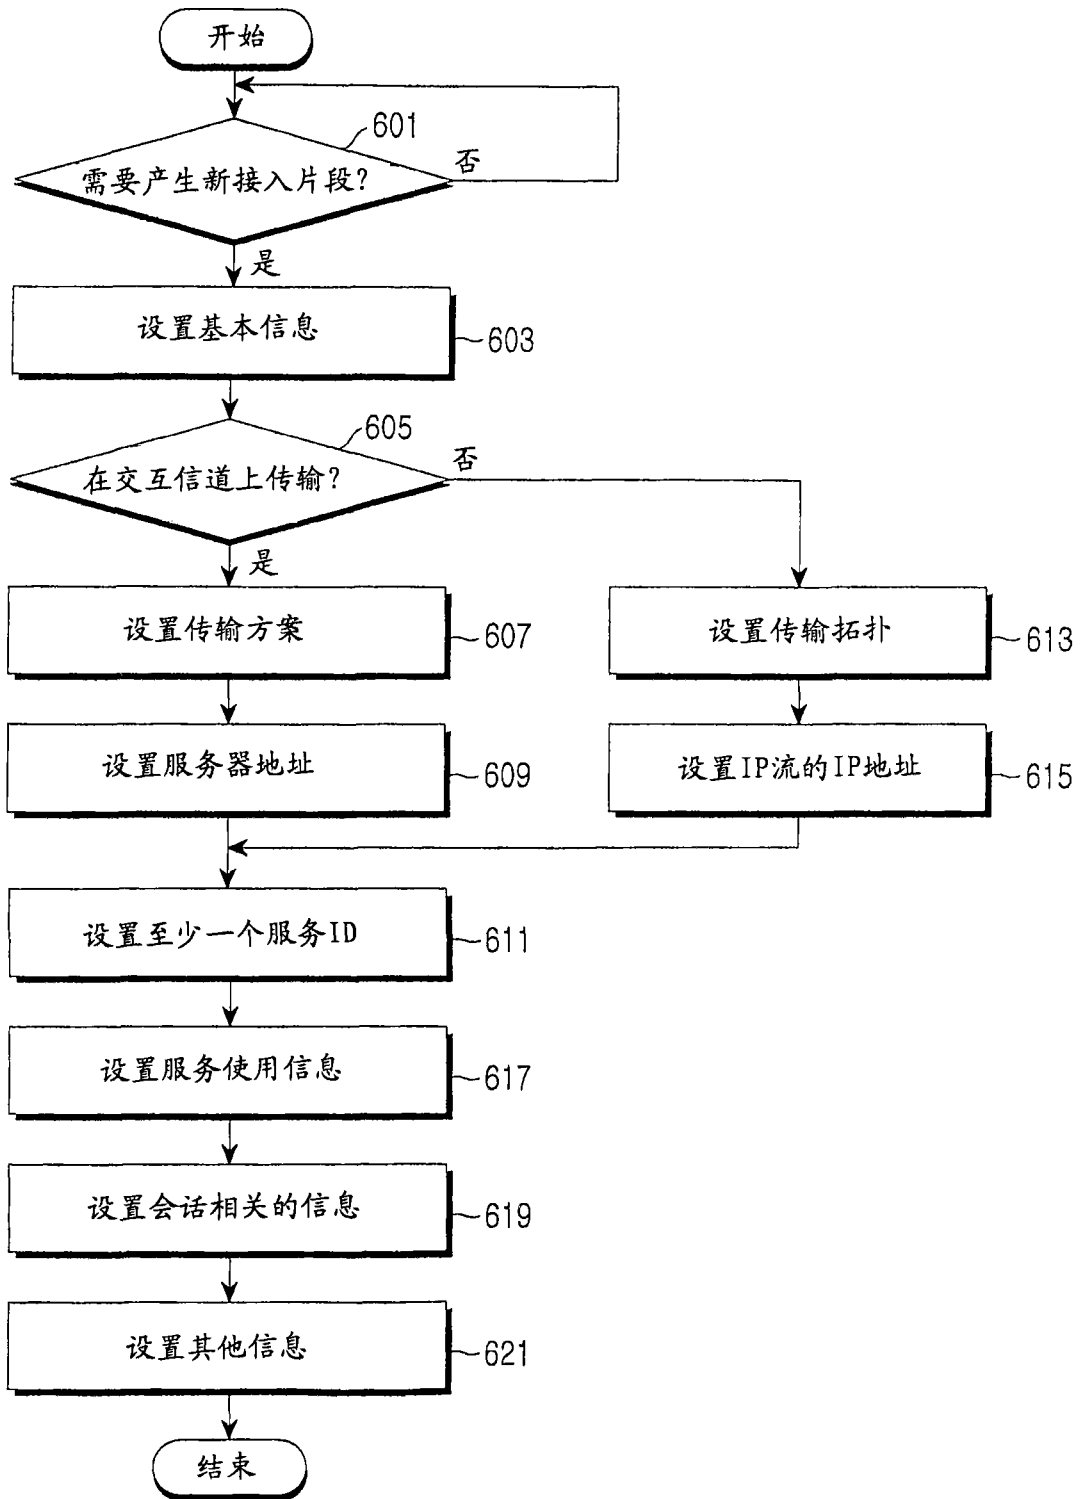 开始
601
需要产生新接入片段?
否
是
设置基本信息
603
605
在交互信道上传输?
否
是
设置传输方案
607
设置传输拓扑
613
设置服务器地址
609
设置IP流的IP地址
615
设置至少一个服务ID
611
设置服务使用信息
617
设置会话相关的信息
619
设置其他信息
621
结束